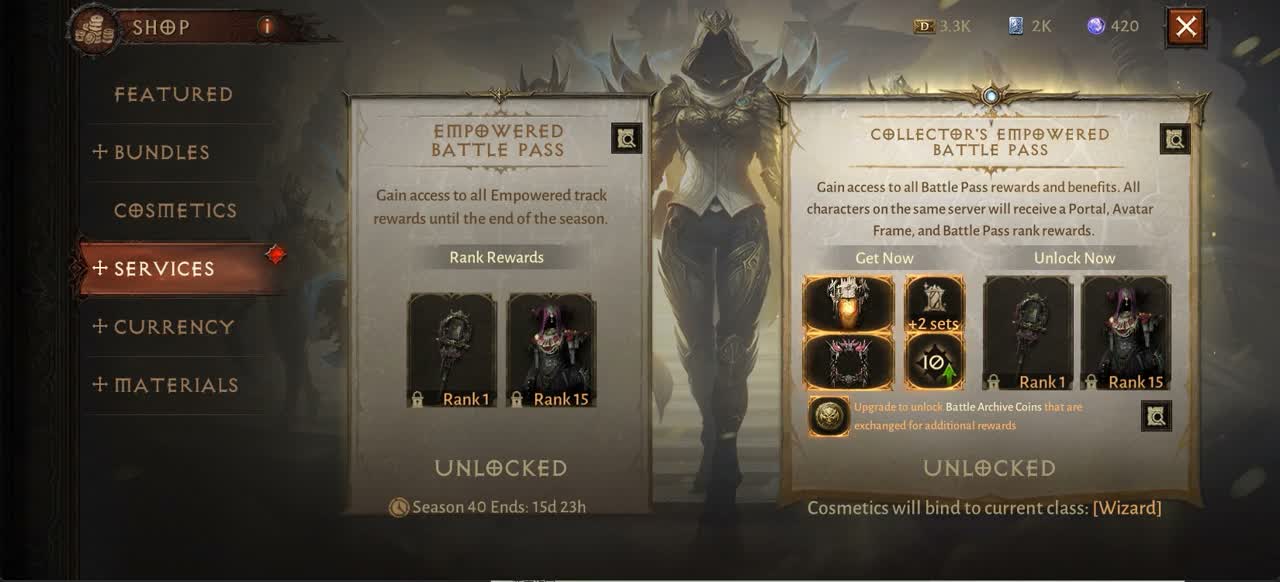 SHOP
3.3K
2K
420
FEATURED
BUNDLES
COSMETICS
SERVICES
CURRENCY
MATERIALS
EMPOWERED
BATTLE PASS
Gain access to all Empowered track
rewards until the end of the season.
Rank Rewards
Rank 1
Rank 15
UNLOCKED
Season 40 Ends: 15d 23h
COLLECTOR'S EMPOWERED
BATTLE PASS
Gain access to all Battle Pass rewards and benefits. All
characters on the same server will receive a Portal, Avatar
Frame, and Battle Pass rank rewards.
Get Now
Unlock Now
+2 sets
10
Rank 1
Rank 15
Upgrade to unlock Battle Archive Coins that are
exchanged for additional rewards
UNLOCKED
Cosmetics will bind to current class: [Wizard]